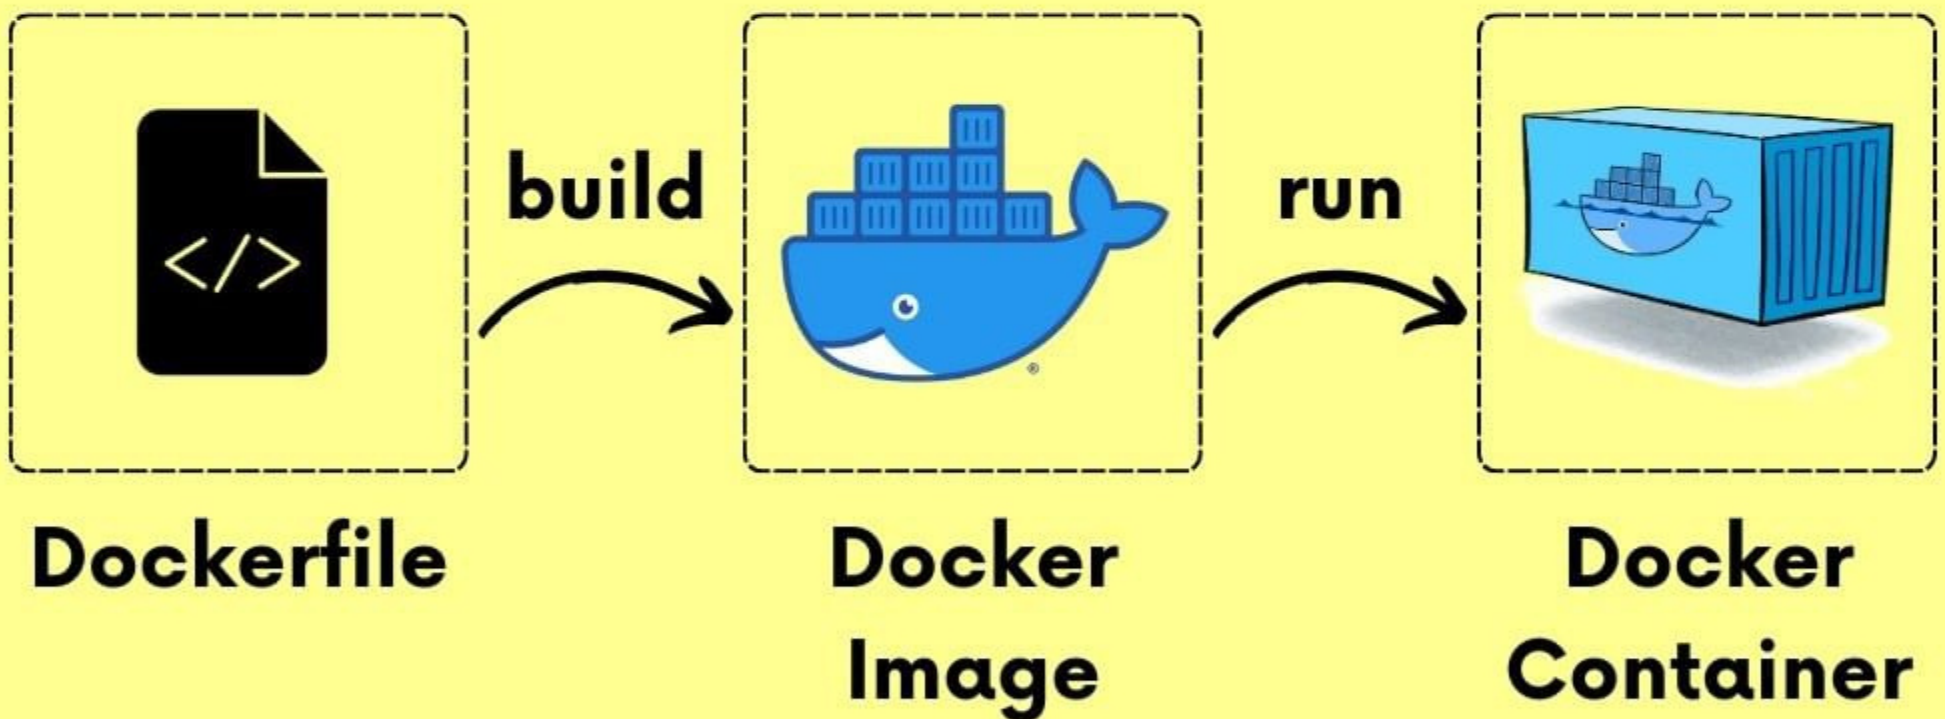 build
run
</>
®
Dockerfile
Docker
Image
Docker
Container